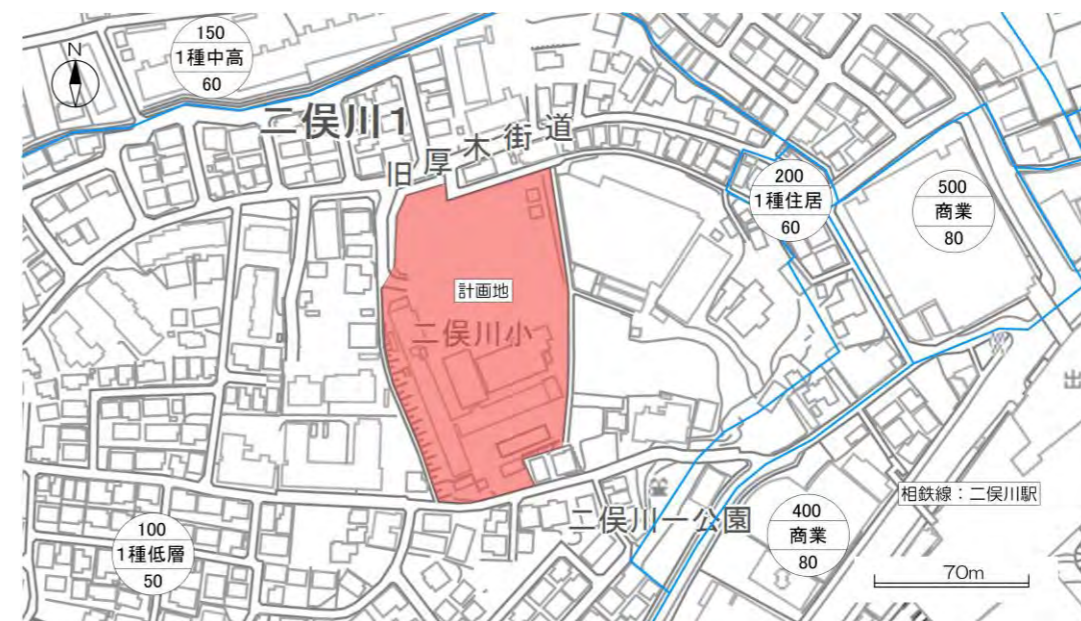 150
1種中高
60
N
二俣川1
旧厚木街道
200
1種住居
60
500
商業
80
計画地
二俣川小
相鉄線：二俣川駅
二俣川一公園
400
商業
80
100
1種低層
50
70m